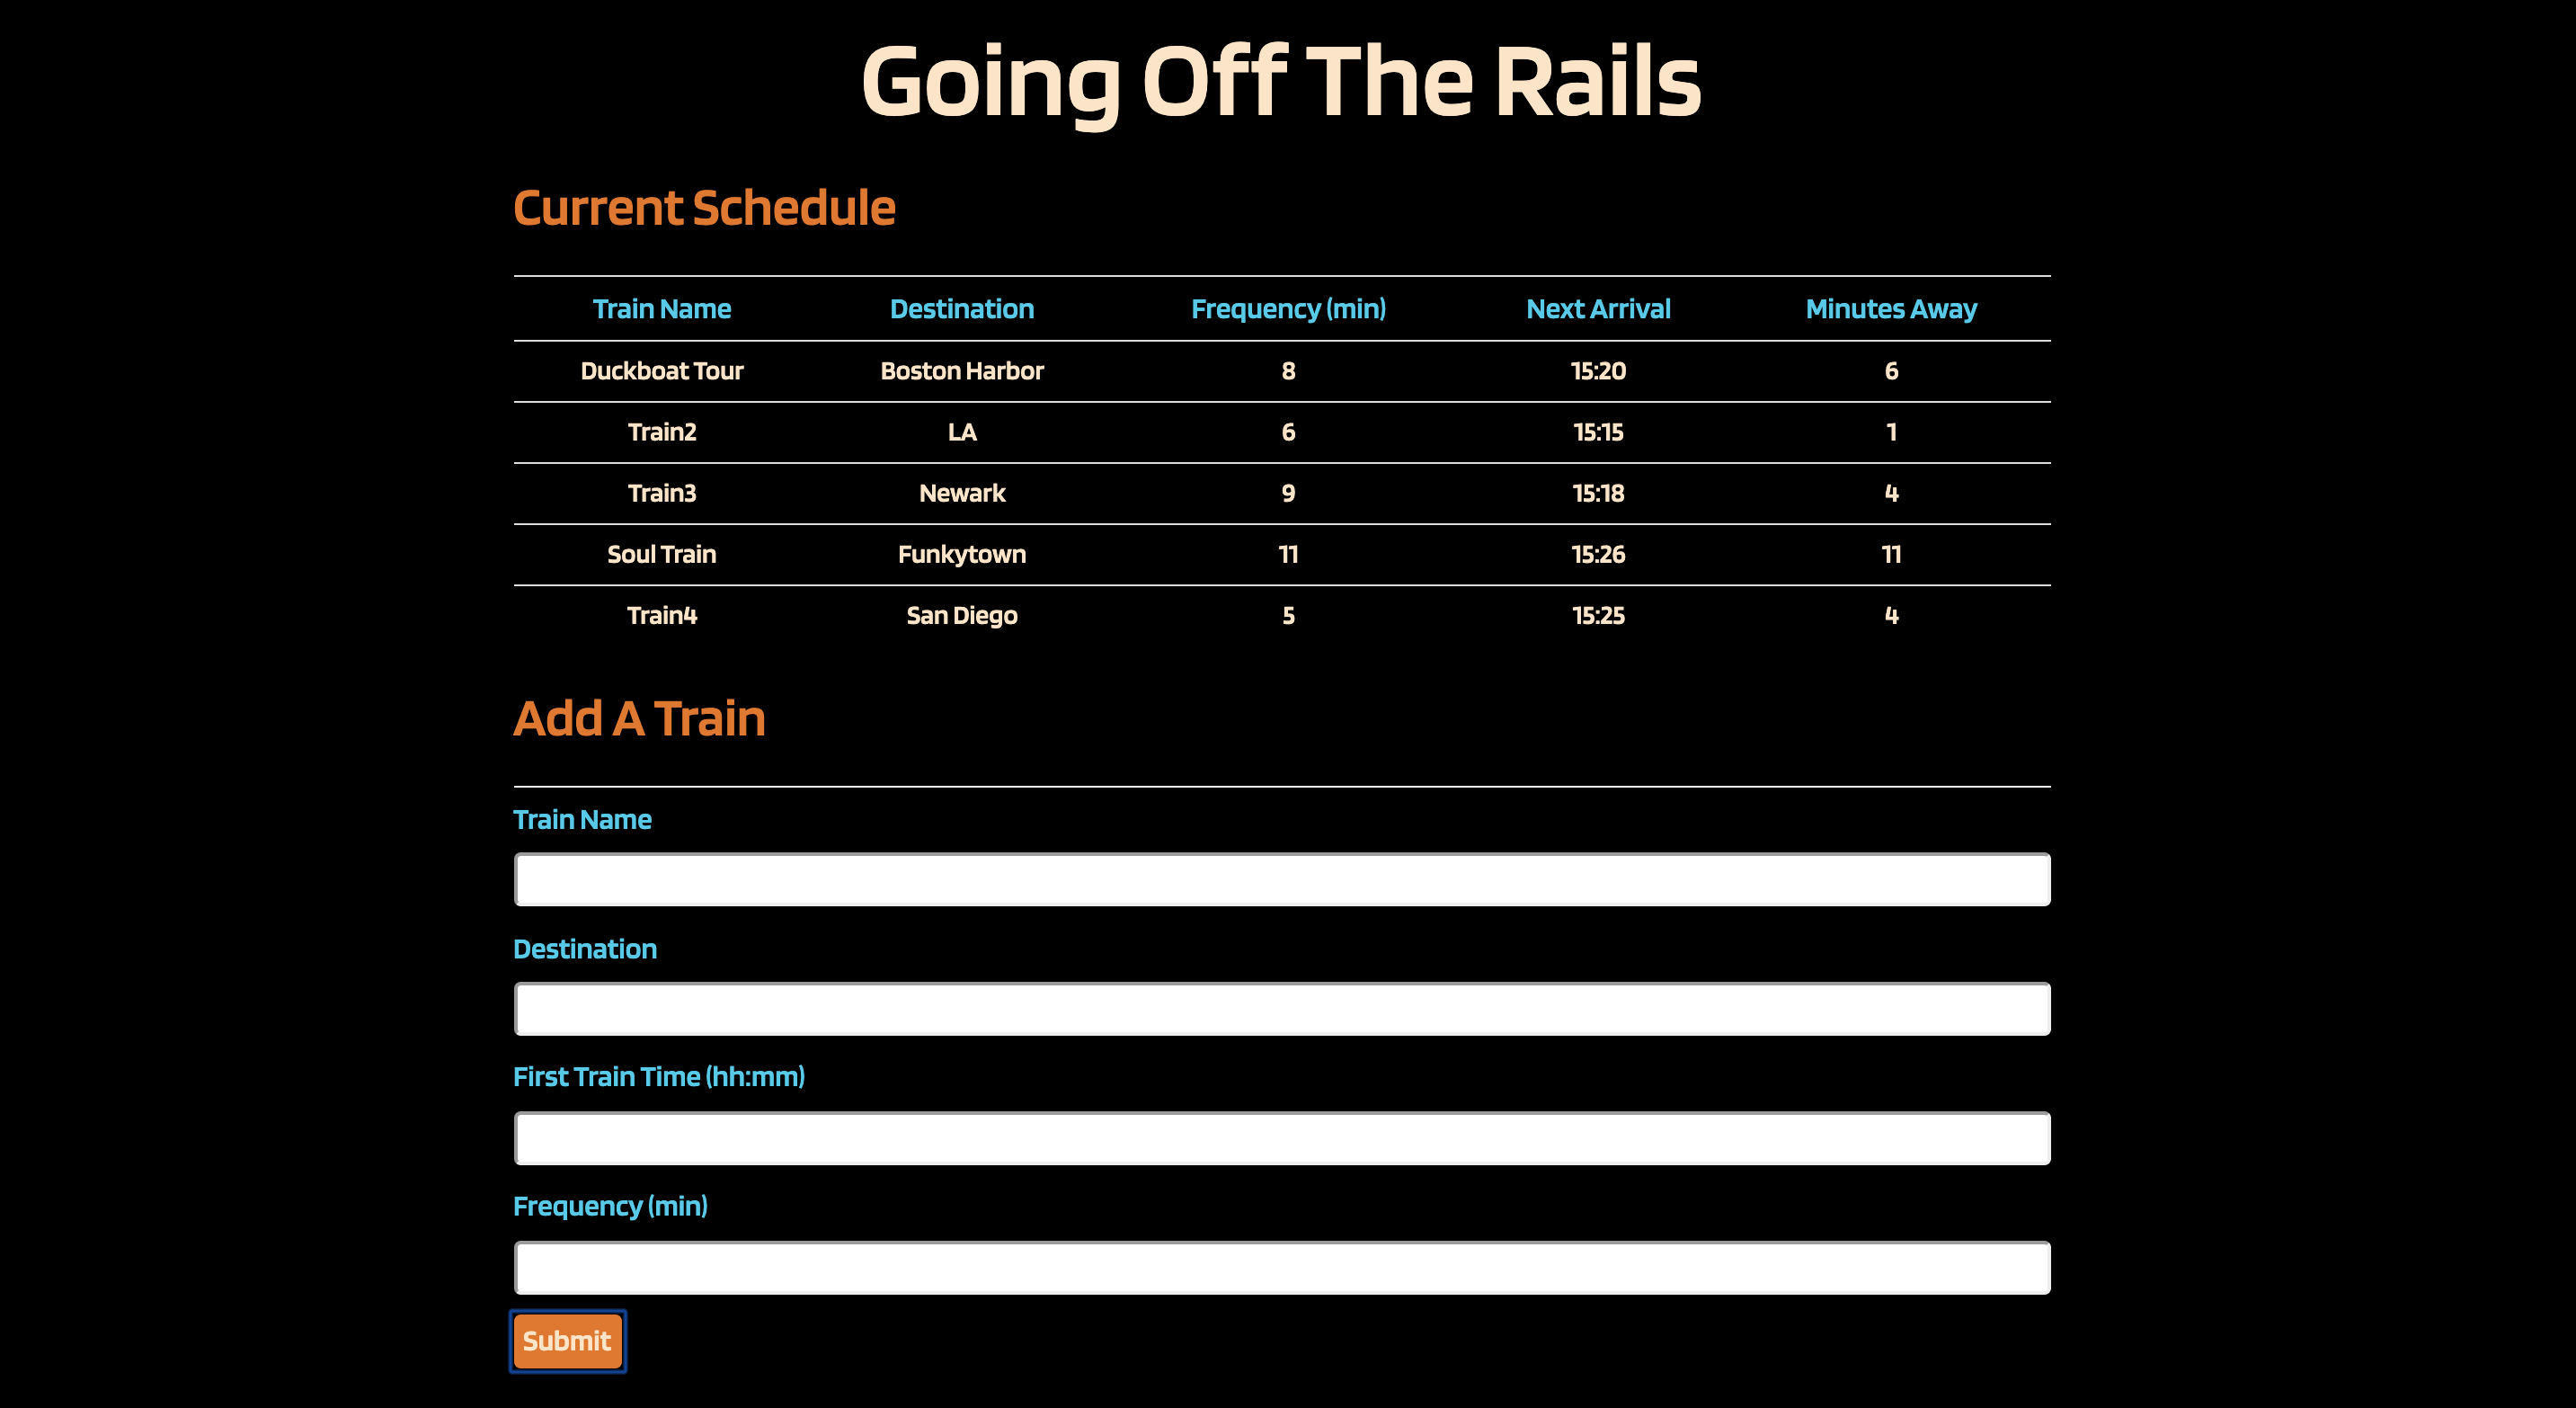 Going Off The Rails
Current Schedule
Train Name Destination Frequency (min) Next Arrival Minutes Away
Duckboat Tour Boston Harbor 8 15:20 6
Train2 LA 6 15:15 1
Train3 Newark 9 15:18 4
Soul Train Funkytown 11 15:26 11
Train4 San Diego 5 15:25 4
Add A Train
Train Name
Destination
First Train Time (hh:mm)
Frequency (min)
Submit